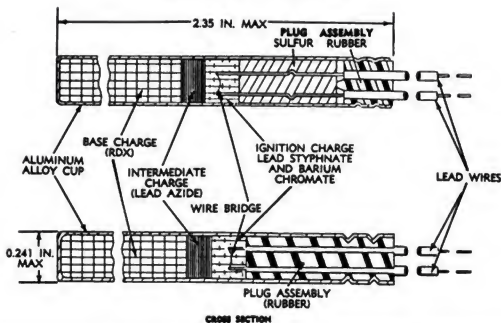 2.35 IN. MAX
PLUG ASSEMBLY
SULFUR RUBBER
ALUMINUM
ALLOY CUP
BASE CHARGE
(RDX)
INTERMEDIATE
CHARGE
(LEAD AZIDE)
WIRE BRIDGE
IGNITION CHARGE
LEAD STYPHNATE
AND BARIUM
CHROMATE
LEAD WIRES
0.241 IN.
MAX
PLUG ASSEMBLY
(RUBBER)
CROSS SECTION